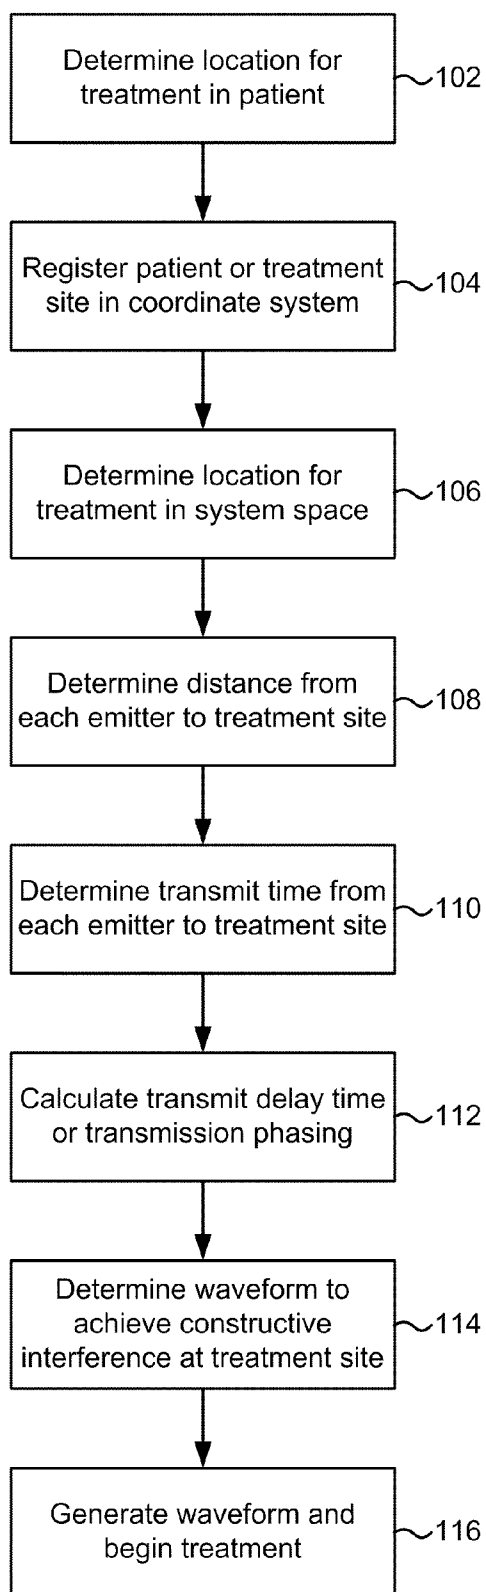 Determine location for
treatment in patient
102
Register patient or treatment
site in coordinate system
104
Determine location for
treatment in system space
106
Determine distance from
each emitter to treatment site
108
Determine transmit time from
each emitter to treatment site
110
Calculate transmit delay time
or transmission phasing
112
Determine waveform to
achieve constructive
interference at treatment site
114
Generate waveform and
begin treatment
116